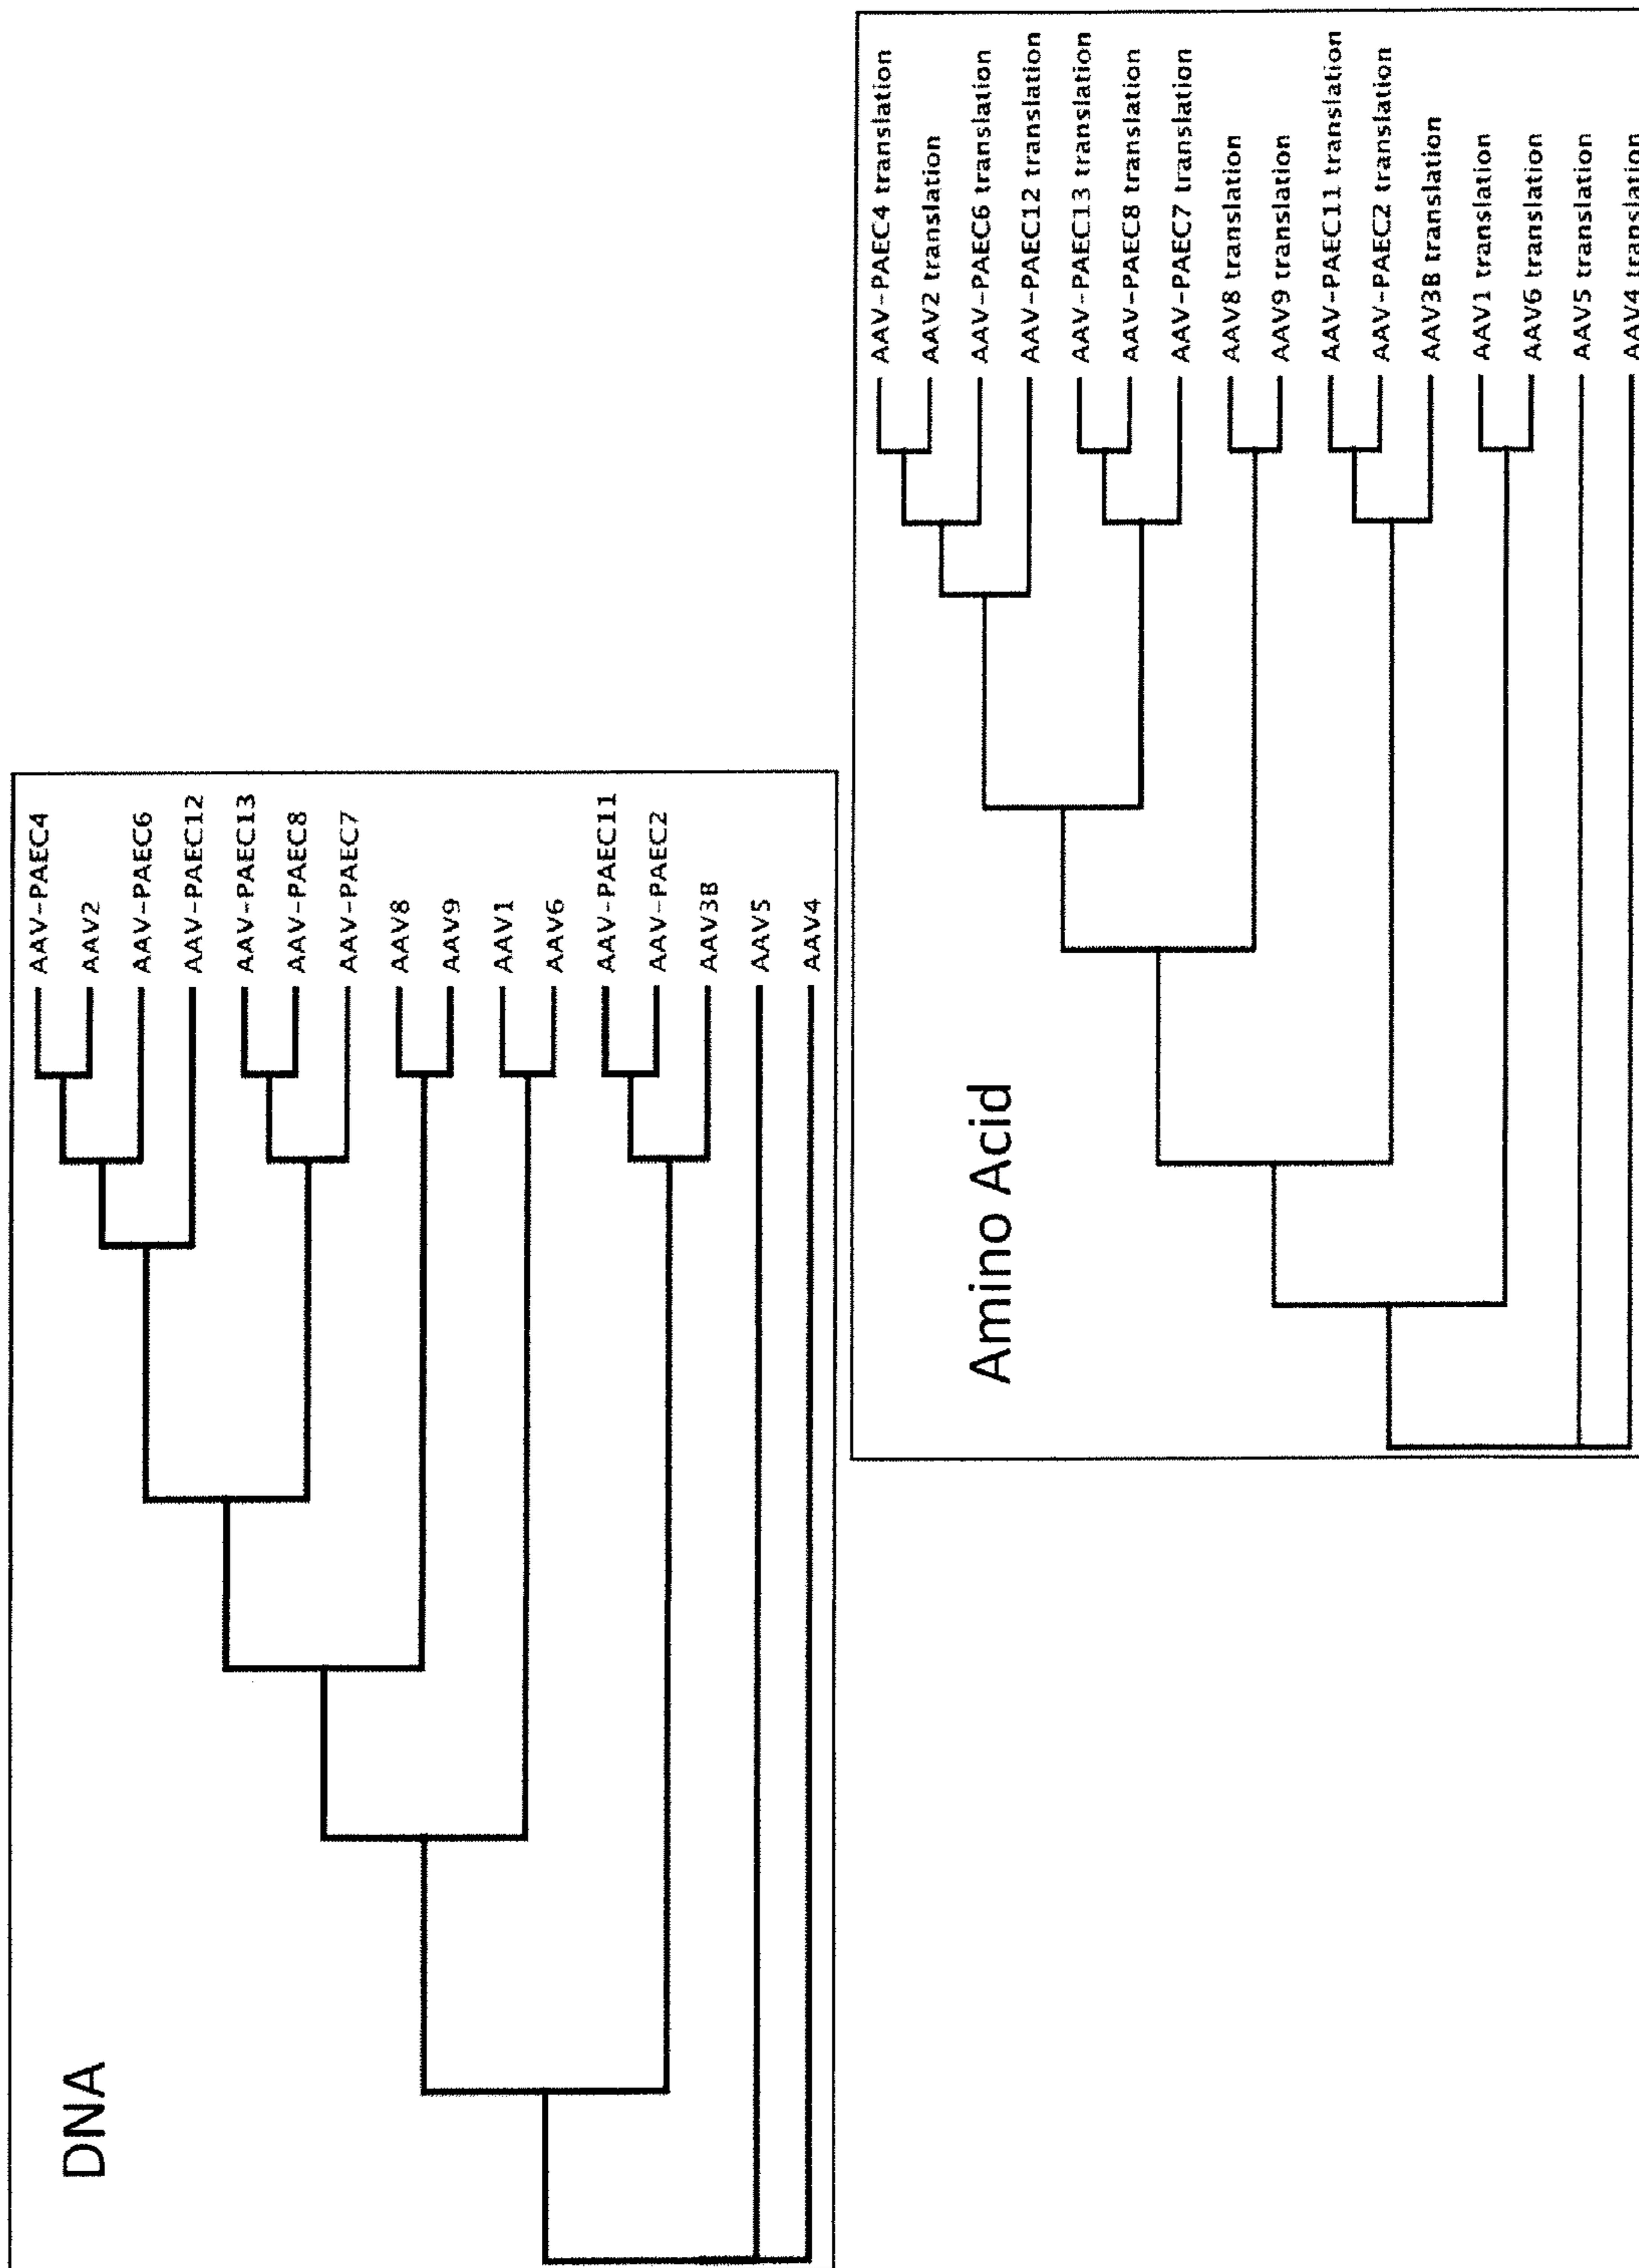 DNA
AAV-PAEC4
AAV2
AAV-PAEC6
AAV-PAEC12
AAV-PAEC13
AAV-PAEC8
AAV-PAEC7
AAV8
AAV9
AAV1
AAV6
AAV-PAEC11
AAV-PAEC2
AAV3B
AAV5
AAV4
Amino Acid
AAV-PAEC4 translation
AAV2 translation
AAV-PAEC6 translation
AAV-PAEC12 translation
AAV-PAEC13 translation
AAV-PAEC8 translation
AAV-PAEC7 translation
AAV8 translation
AAV9 translation
AAV-PAEC11 translation
AAV-PAEC2 translation
AAV3B translation
AAV1 translation
AAV6 translation
AAV5 translation
AAV4 translation